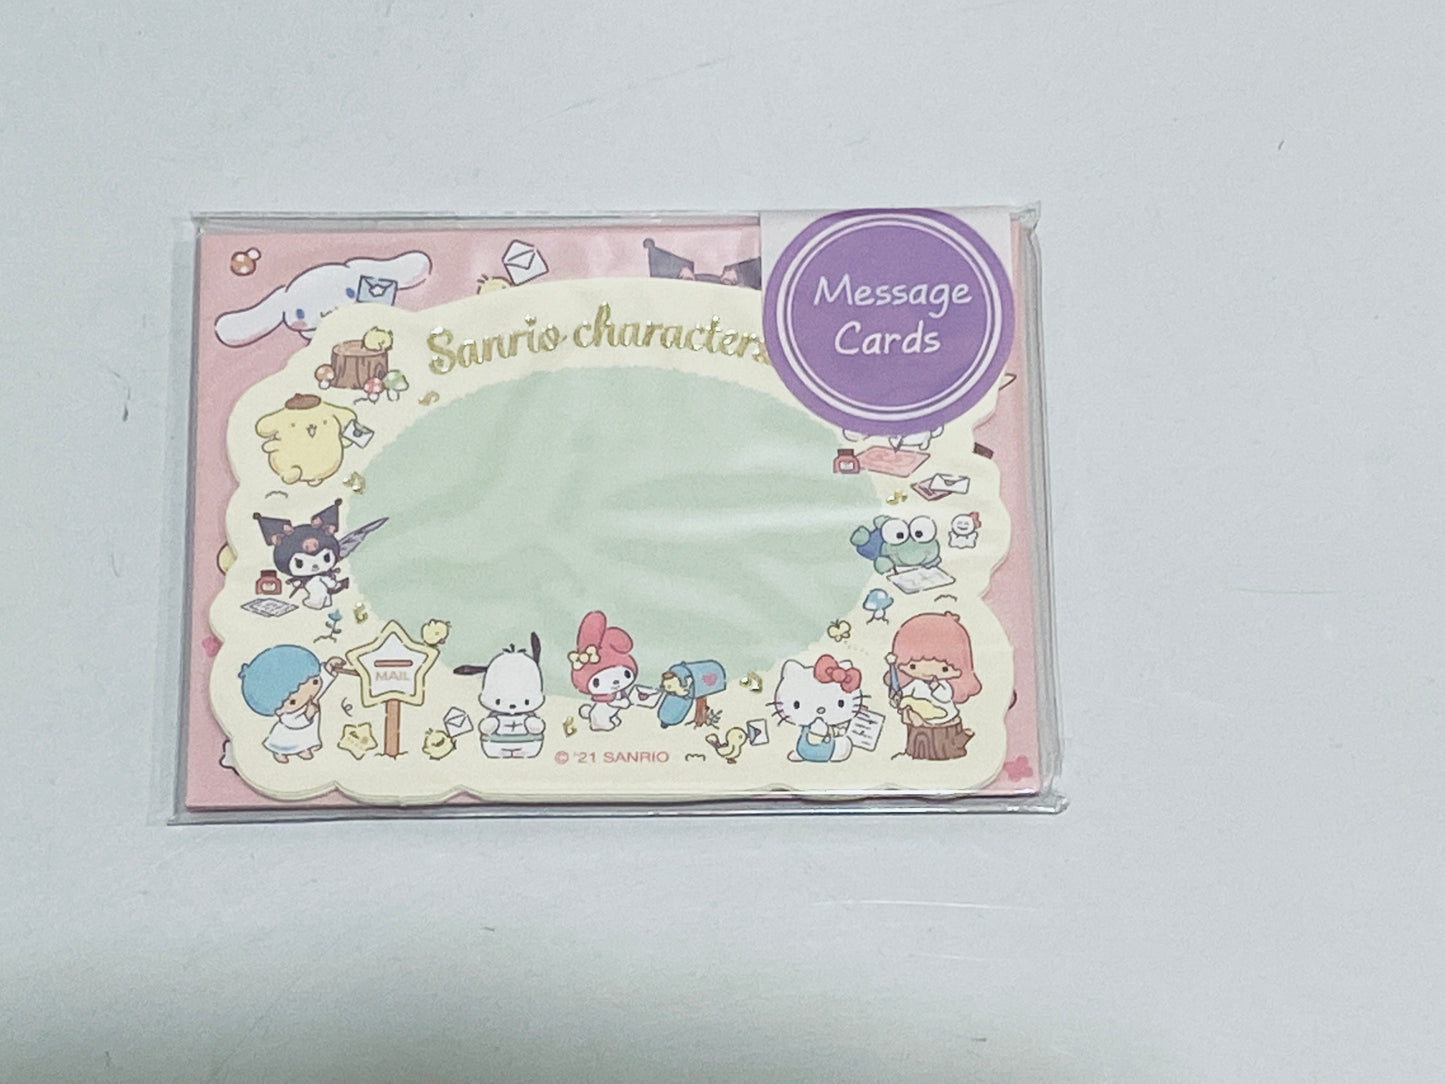 Sanrio characters
Message
Cards
MAIL
© '21 SANRIO